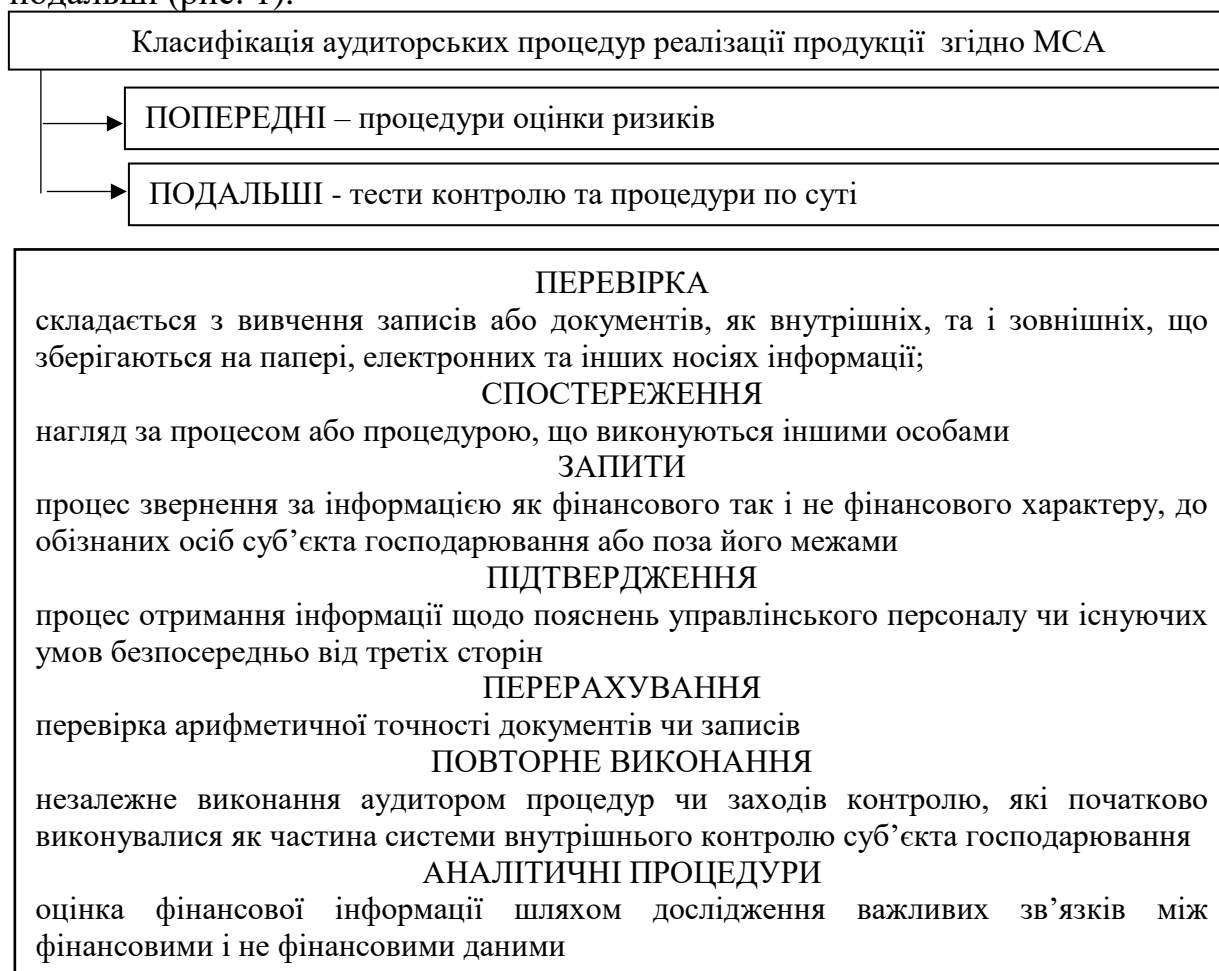 подальші (рис. 1).
Класифікація аудиторських процедур реалізації продукції згідно МСА
ПОПЕРЕДНІ – процедури оцінки ризиків
ПОДАЛЬШІ - тести контролю та процедури по суті
ПЕРЕВІРКА
складається з вивчення записів або документів, як внутрішніх, та і зовнішніх, що
зберігаються на папері, електронних та інших носіях інформації;
СПОСТЕРЕЖЕННЯ
нагляд за процесом або процедурою, що виконуються іншими особами
ЗАПИТИ
процес звернення за інформацією як фінансового так і не фінансового характеру, до
обізнаних осіб суб’єкта господарювання або поза його межами
ПІДТВЕРДЖЕННЯ
процес отримання інформації щодо пояснень управлінського персоналу чи існуючих
умов безпосередньо від третіх сторін
ПЕРЕРАХУВАННЯ
перевірка арифметичної точності документів чи записів
ПОВТОРНЕ ВИКОНАННЯ
незалежне виконання аудитором процедур чи заходів контролю, які початково
виконувалися як частина системи внутрішнього контролю суб’єкта господарювання
АНАЛІТИЧНІ ПРОЦЕДУРИ
оцінка фінансової інформації шляхом дослідження важливих зв’язків між
фінансовими і не фінансовими даними